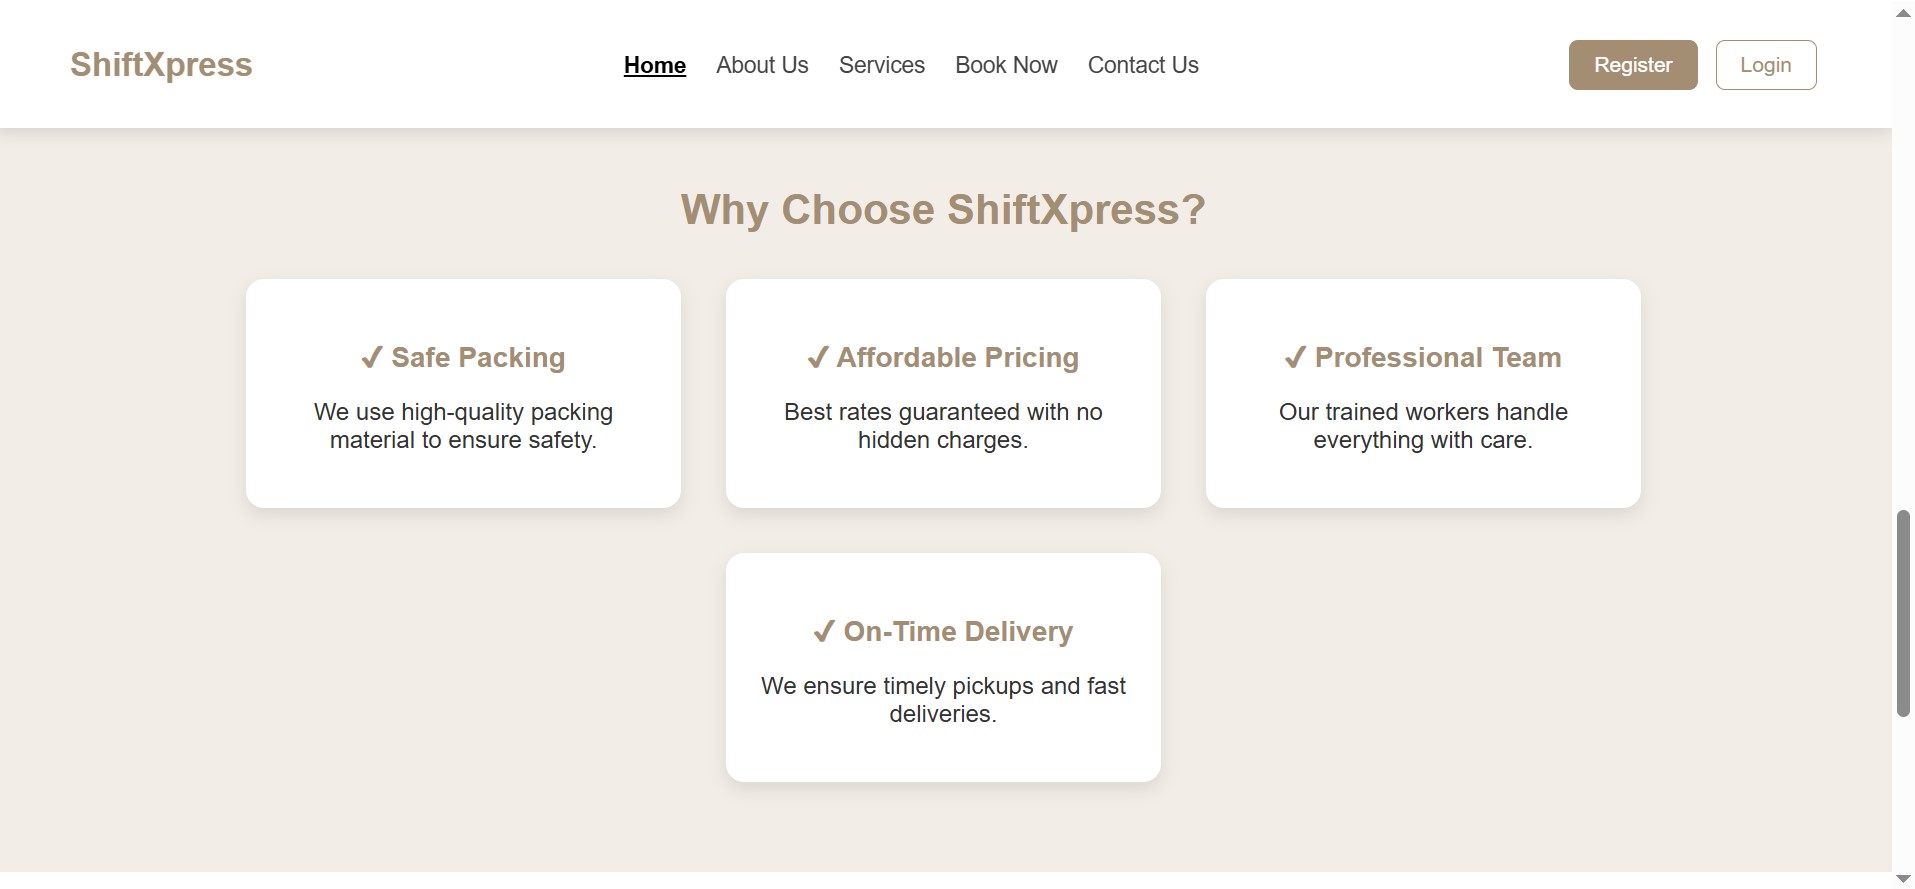 ShiftXpress
Home About Us Services Book Now Contact Us
Register Login
Why Choose ShiftXpress?
✔ Safe Packing
We use high-quality packing
material to ensure safety.
✔ Affordable Pricing
Best rates guaranteed with no
hidden charges.
✔ Professional Team
Our trained workers handle
everything with care.
✔ On-Time Delivery
We ensure timely pickups and fast
deliveries.